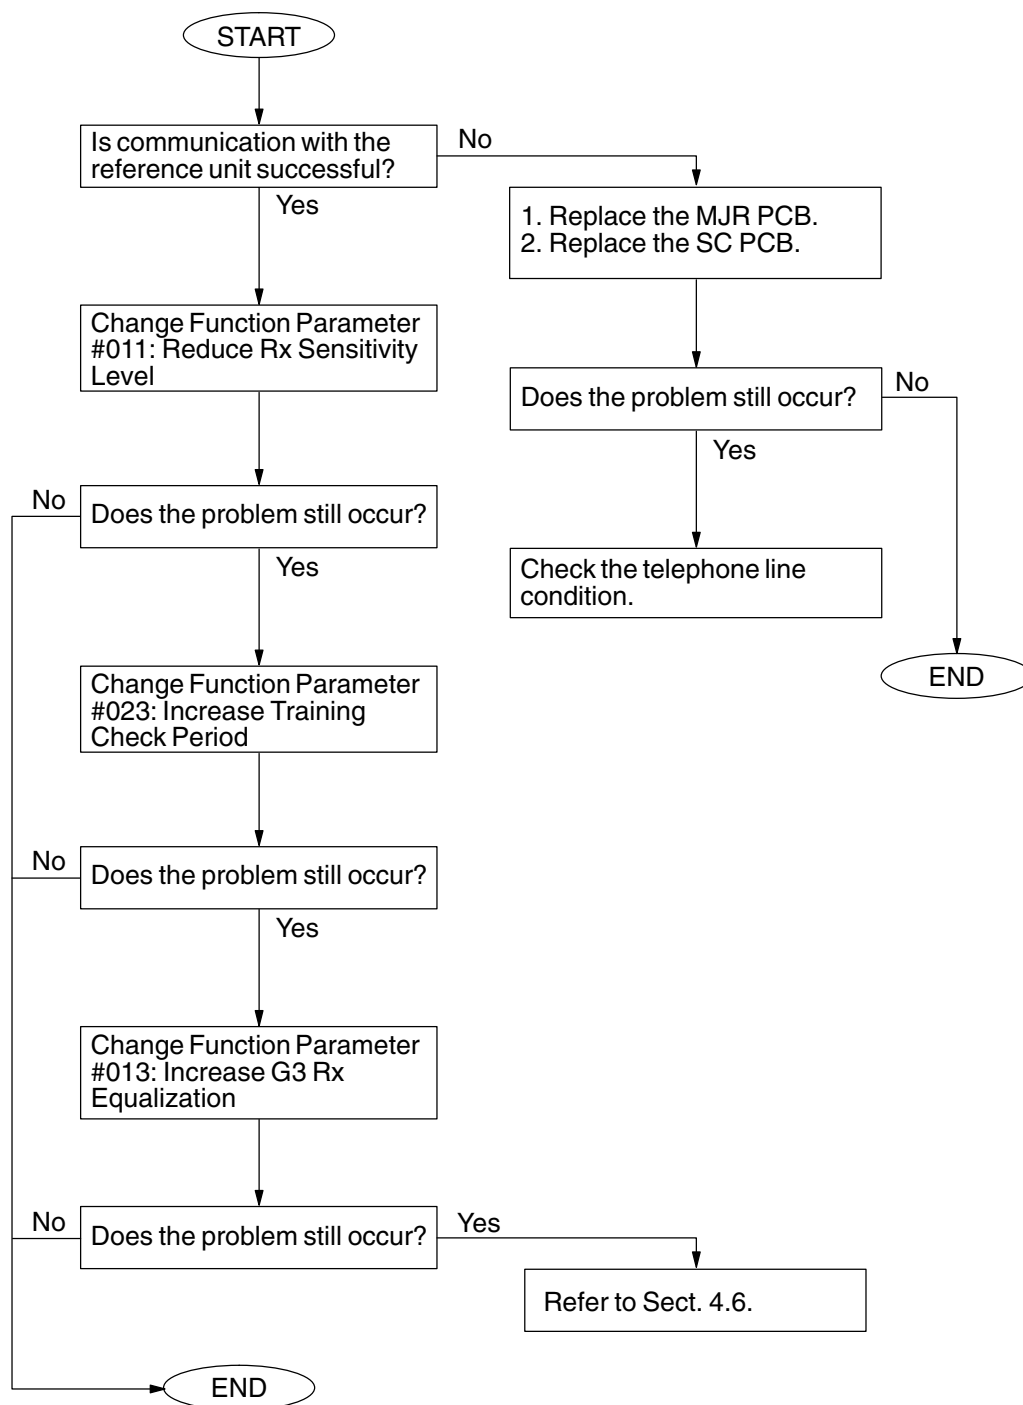 START
Is communication with the
reference unit successful?
No
Yes
1. Replace the MJR PCB.
2. Replace the SC PCB.
Change Function Parameter
#011: Reduce Rx Sensitivity
Level
Does the problem still occur?
No
Yes
No
Does the problem still occur?
Yes
Check the telephone line
condition.
END
Change Function Parameter
#023: Increase Training
Check Period
No
Does the problem still occur?
Yes
Change Function Parameter
#013: Increase G3 Rx
Equalization
No
Does the problem still occur?
Yes
Refer to Sect. 4.6.
END